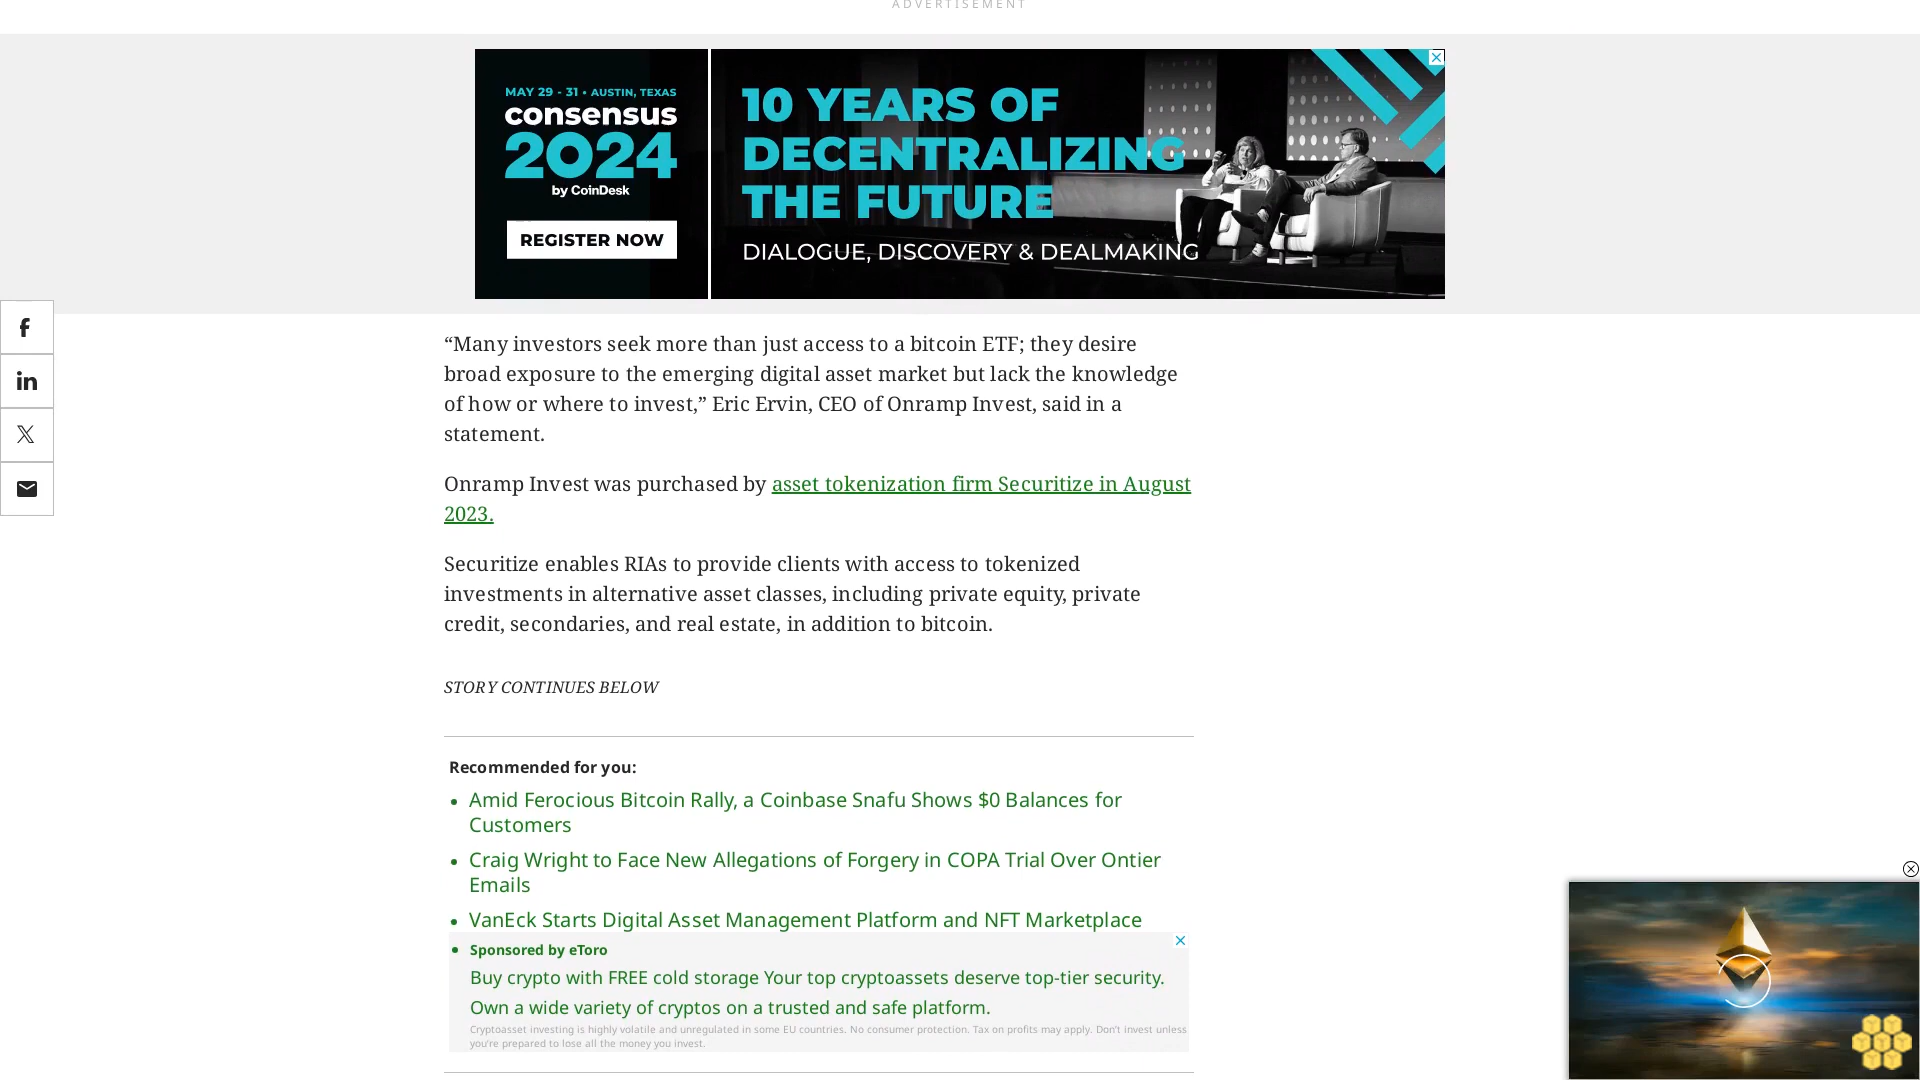 ADVERTISEMENT
MAY 29 - 31 • AUSTIN, TEXAS
consensus
2024
by CoinDesk
REGISTER NOW
10 YEARS OF
DECENTRALIZING
THE FUTURE
DIALOGUE, DISCOVERY & DEALMAKING
“Many investors seek more than just access to a bitcoin ETF; they desire
broad exposure to the emerging digital asset market but lack the knowledge
of how or where to invest,” Eric Ervin, CEO of Onramp Invest, said in a
statement.
Onramp Invest was purchased by asset tokenization firm Securitize in August
2023.
Securitize enables RIAs to provide clients with access to tokenized
investments in alternative asset classes, including private equity, private
credit, secondaries, and real estate, in addition to bitcoin.
STORY CONTINUES BELOW
Recommended for you:
• Amid Ferocious Bitcoin Rally, a Coinbase Snafu Shows $0 Balances for
Customers
• Craig Wright to Face New Allegations of Forgery in COPA Trial Over Ontier
Emails
• VanEck Starts Digital Asset Management Platform and NFT Marketplace
• Sponsored by eToro
Buy crypto with FREE cold storage Your top cryptoassets deserve top-tier security.
Own a wide variety of cryptos on a trusted and safe platform.
Cryptoasset investing is highly volatile and unregulated in some EU countries. No consumer protection. Tax on profits may apply. Don’t invest unless
you’re prepared to lose all the money you invest.